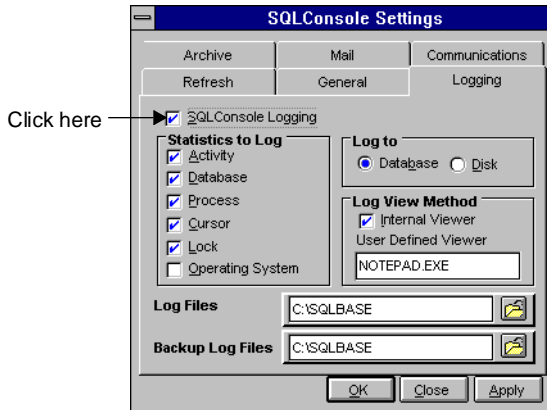 SQLConsole Settings
Archive
Mail
Communications
Refresh
General
Logging
Click here
SQLConsole Logging
Statistics to Log
Activity
Database
Process
Cursor
Lock
Operating System
Log to
Database
Disk
Log View Method
Internal Viewer
User Defined Viewer
NOTEPAD.EXE
Log Files
C:\SQLBASE
Backup Log Files
C:\SQLBASE
OK
Close
Apply